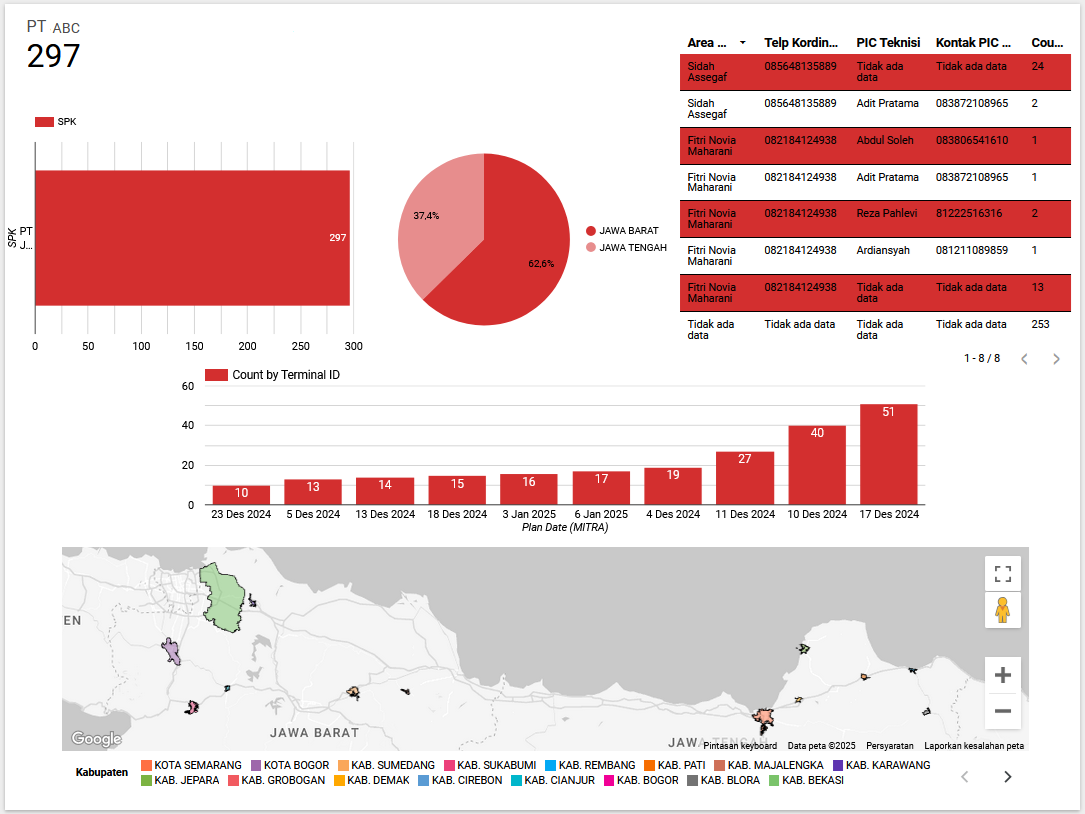 PT ABC
297
Area ... Telp Kordin... PIC Teknisi Kontak PIC ... Cou...
Sidah Assegaf 085648135889 Tidak ada data Tidak ada data 24
Sidah Assegaf 085648135889 Adit Pratama 083872108965 2
Fitri Novia Maharani 082184124938 Abdul Soleh 083806541610 1
Fitri Novia Maharani 082184124938 Adit Pratama 083872108965 1
Fitri Novia Maharani 082184124938 Reza Pahlevi 81222516316 2
Fitri Novia Maharani 082184124938 Ardiansyah 081211089859 1
Fitri Novia Maharani 082184124938 Tidak ada data Tidak ada data 13
Tidak ada data Tidak ada data Tidak ada data Tidak ada data 253
1 - 8 / 8
SPK
SPK
PT J...
297
0 50 100 150 200 250 300
37,4%
62,6%
JAWA BARAT
JAWA TENGAH
Count by Terminal ID
60
40
20
0
10 13 14 15 16 17 19 27 40 51
23 Des 2024 5 Des 2024 13 Des 2024 18 Des 2024 3 Jan 2025 6 Jan 2025 4 Des 2024 11 Des 2024 10 Des 2024 17 Des 2024
Plan Date (MITRA)
EN
JAWA BARAT
JAWA TENGAH
Google
Pintasan keyboard Data peta ©2025 Persyaratan Laporkan kesalahan peta
Kabupaten
KOTA SEMARANG KOTA BOGOR KAB. SUMEDANG KAB. SUKABUMI KAB. REMBANG KAB. PATI KAB. MAJALENGKA KAB. KARAWANG
KAB. JEPARA KAB. GROBOGAN KAB. DEMAK KAB. CIREBON KAB. CIANJUR KAB. BOGOR KAB. BLORA KAB. BEKASI